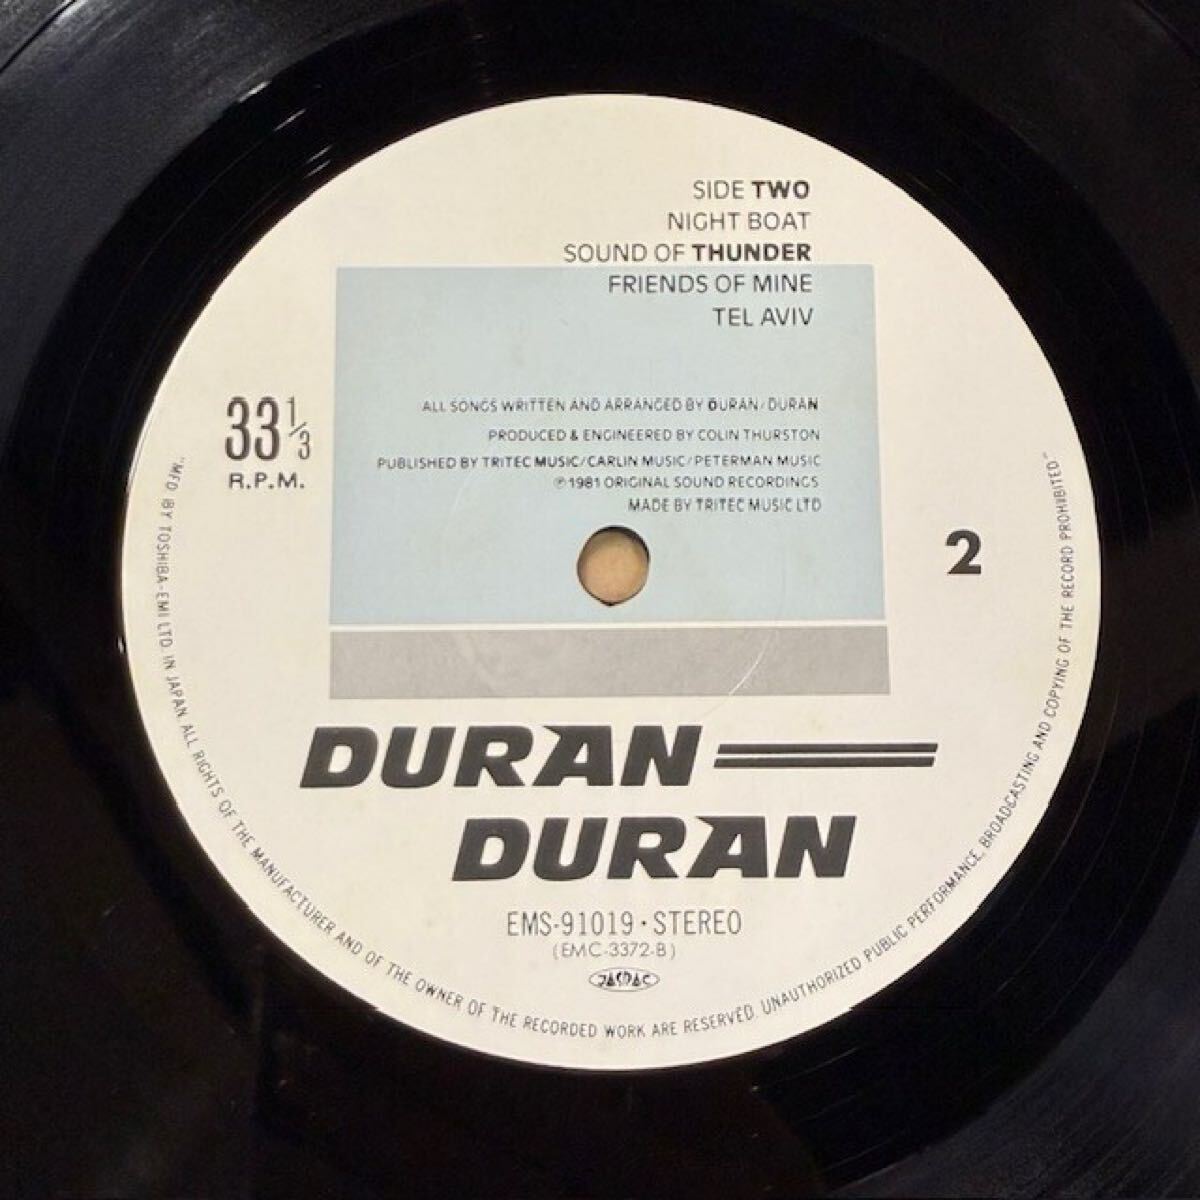 SIDE TWO
NIGHT BOAT
SOUND OF THUNDER
FRIENDS OF MINE
TEL AVIV
33 1/3
R.P.M.
ALL SONGS WRITTEN AND ARRANGED BY DURAN/DURAN
PRODUCED & ENGINEERED BY COLIN THURSTON
PUBLISHED BY TRITEC MUSIC/CARLIN MUSIC/PETERMAN MUSIC
℗1981 ORIGINAL SOUND RECORDINGS
MADE BY TRITEC MUSIC LTD
2
DURAN
DURAN
EMS-91019・STEREO
(EMC-3372-B)
JASRAC
"MFD BY TOSHIBA-EMI LTD. IN JAPAN ALL RIGHTS OF THE MANUFACTURER AND OF THE OWNER OF THE RECORDED WORK ARE RESERVED. UNAUTHORIZED PUBLIC PERFORMANCE, BROADCASTING AND COPYING OF THE RECORD PROHIBITED"